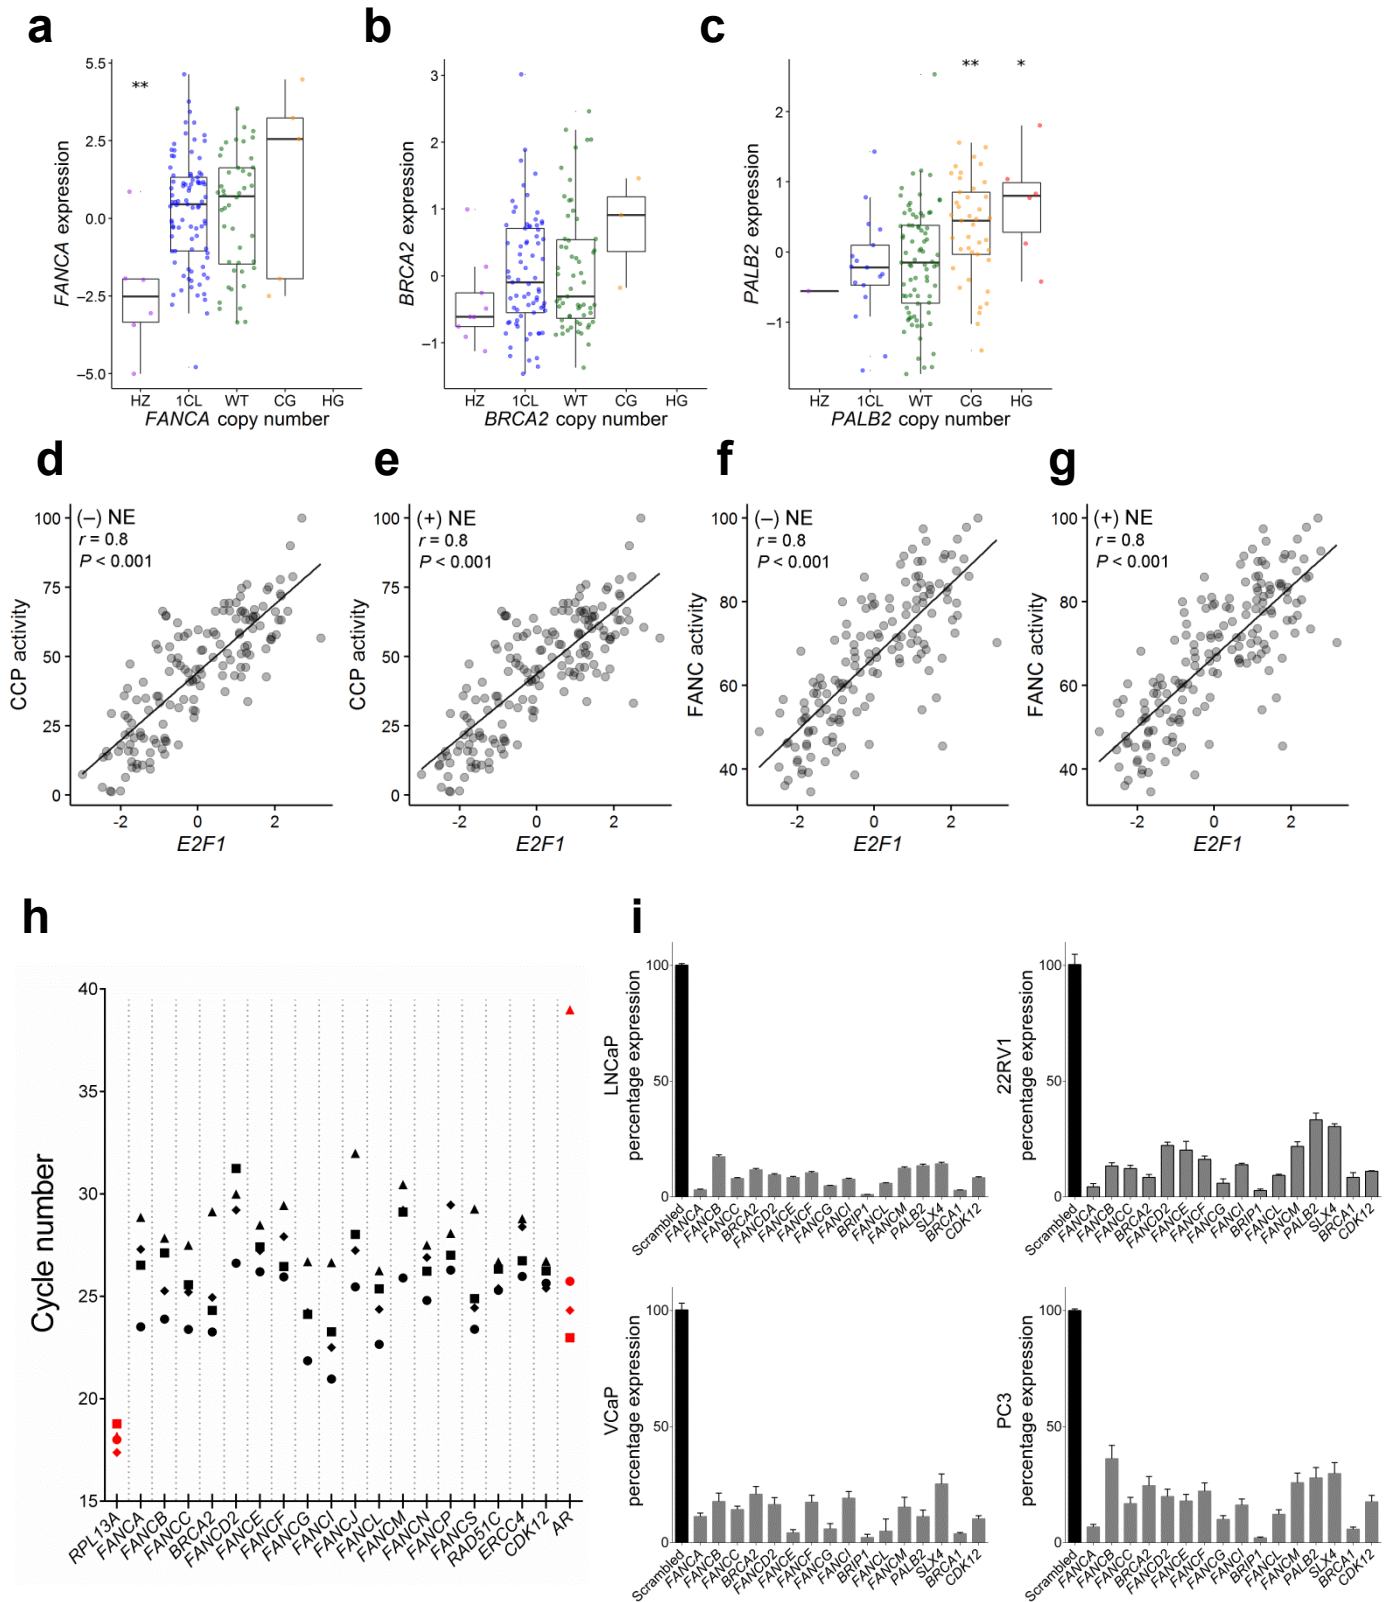 a
b
c
5.5
2.5
0.0
−2.5
−5.0
FANCA expression
**
HZ 1CL WT CG HG
FANCA copy number
3
2
1
0
−1
BRCA2 expression
HZ 1CL WT CG HG
BRCA2 copy number
2
1
0
−1
PALB2 expression
** *
HZ 1CL WT CG HG
PALB2 copy number
d
e
f
g
100
75
50
25
0
CCP activity
(−) NE
r = 0.8
P < 0.001
-2 0 2
E2F1
100
75
50
25
0
CCP activity
(+) NE
r = 0.8
P < 0.001
-2 0 2
E2F1
100
80
60
40
FANC activity
(−) NE
r = 0.8
P < 0.001
-2 0 2
E2F1
100
80
60
40
FANC activity
(+) NE
r = 0.8
P < 0.001
-2 0 2
E2F1
h
i
40
35
30
25
20
15
Cycle number
RPL13A
FANCA
FANCB
FANCC
BRCA2
FANCD2
FANCE
FANCF
FANCG
FANCI
FANCJ
FANCL
FANCM
FANCN
FANCP
FANCS
RAD51C
ERCC4
CDK12
AR
LNCaP
percentage expression
100
50
0
Scrambled
FANCA
FANCB
FANCC
BRCA2
FANCD2
FANCE
FANCF
FANCG
FANCI
BRIP1
FANCL
FANCM
PALB2
SLX4
BRCA1
CDK12
22RV1
percentage expression
100
50
0
Scrambled
FANCA
FANCB
FANCC
BRCA2
FANCD2
FANCE
FANCF
FANCG
FANCI
BRIP1
FANCL
FANCM
PALB2
SLX4
BRCA1
CDK12
VCaP
percentage expression
100
50
0
Scrambled
FANCA
FANCB
FANCC
BRCA2
FANCD2
FANCE
FANCF
FANCG
FANCI
BRIP1
FANCL
FANCM
PALB2
SLX4
BRCA1
CDK12
PC3
percentage expression
100
50
0
Scrambled
FANCA
FANCB
FANCC
BRCA2
FANCD2
FANCE
FANCF
FANCG
FANCI
BRIP1
FANCL
FANCM
PALB2
SLX4
BRCA1
CDK12